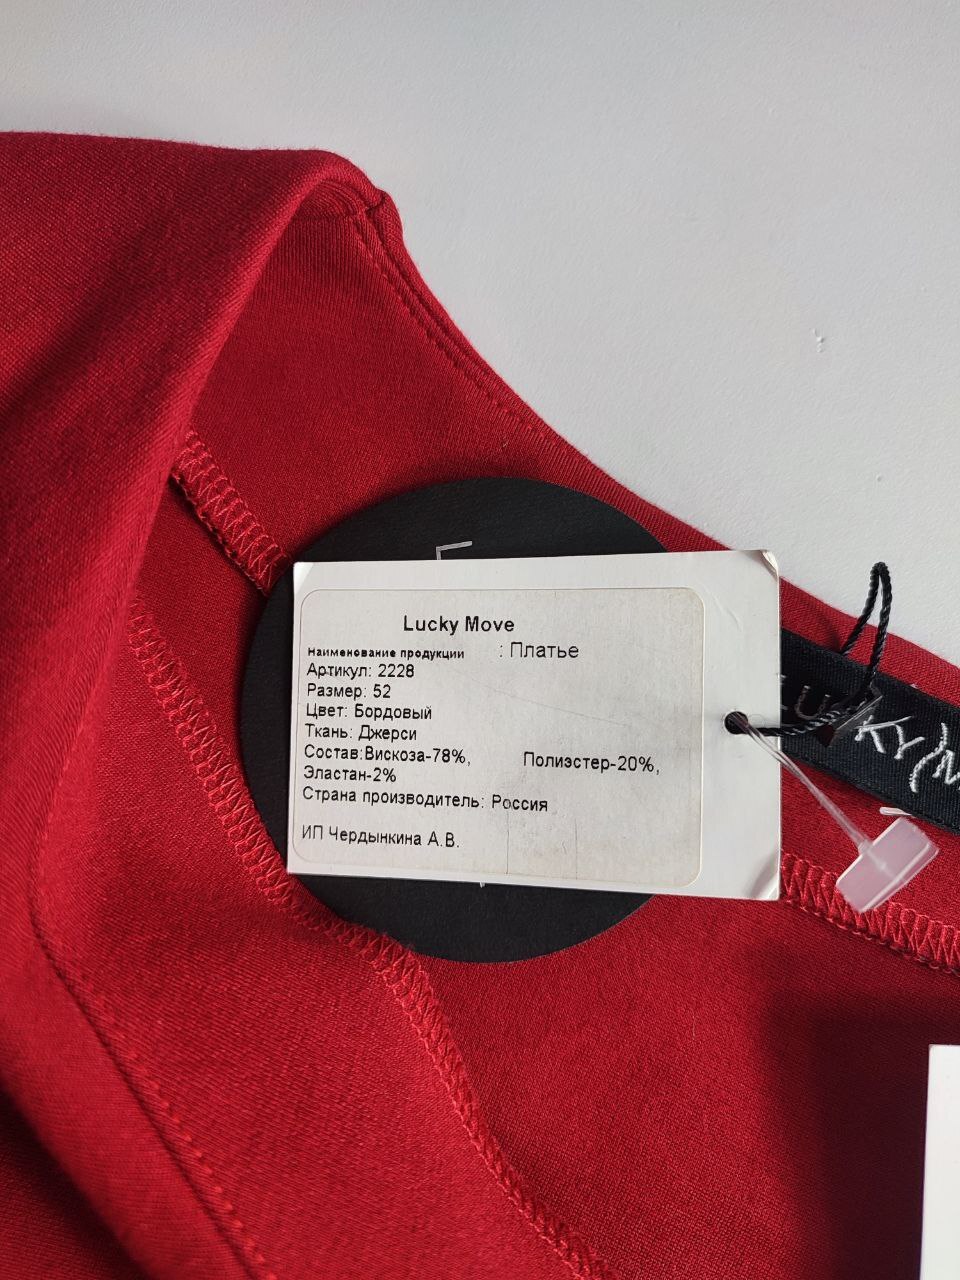 Lucky Move
Наименование продукции : Платье
Артикул: 2228
Размер: 52
Цвет: Бордовый
Ткань: Джерси
Состав:Вискоза-78%, Полиэстер-20%,
Эластан-2%
Страна производитель: Россия
ИП Чердынкина А.В.